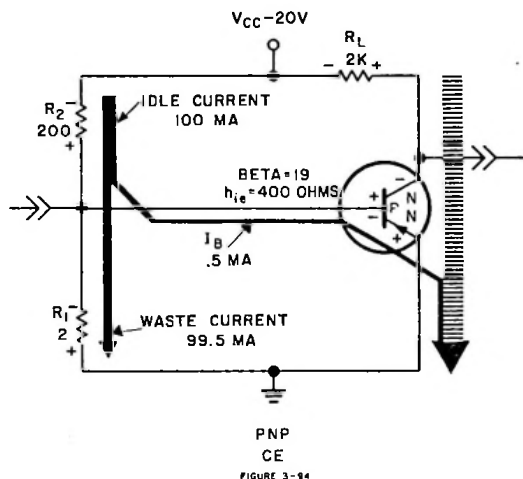 VCC-20V
RL
- +
2K
R2 -
200
+
IDLE CURRENT
100 MA
BETA=19
hie=400 OHMS
-
+ N
P
- N
+
IB
.5 MA
R1 -
2
+
WASTE CURRENT
99.5 MA
PNP
CE
FIGURE 3-94